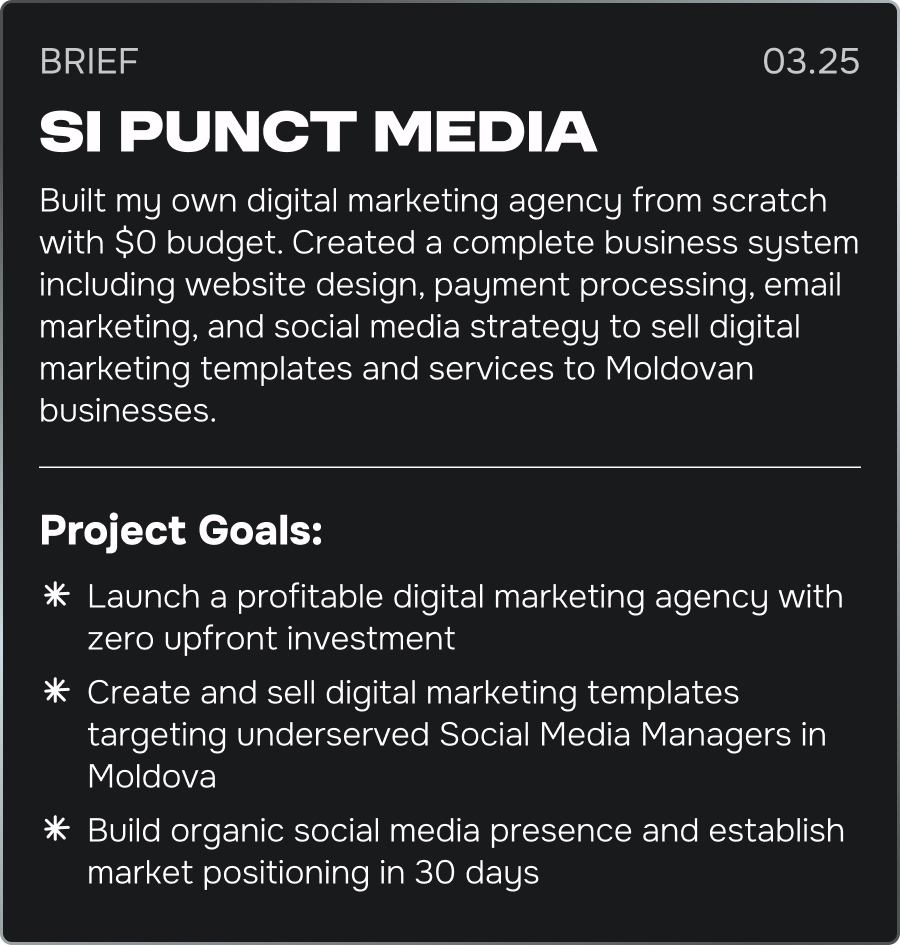 BRIEF 03.25
SI PUNCT MEDIA
Built my own digital marketing agency from scratch
with $0 budget. Created a complete business system
including website design, payment processing, email
marketing, and social media strategy to sell digital
marketing templates and services to Moldovan
businesses.
Project Goals:
Launch a profitable digital marketing agency with
zero upfront investment
Create and sell digital marketing templates
targeting underserved Social Media Managers in
Moldova
Build organic social media presence and establish
market positioning in 30 days